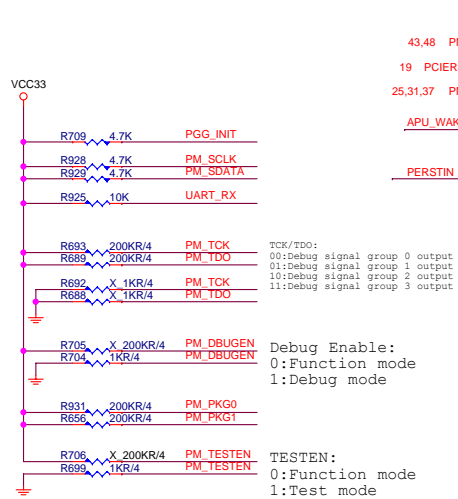 43,48 PM
19 PCIER
25,31,37 PM
APU_WAK
PERSTIN
VCC33
R709 4.7K PGG_INIT
R928 4.7K PM_SCLK
R929 4.7K PM_SDATA
R925 10K UART_RX
R693 200KR/4 PM_TCK
R689 200KR/4 PM_TDO
R692 X_1KR/4 PM_TCK
R688 X_1KR/4 PM_TDO
TCK/TDO:
00:Debug signal group 0 output
01:Debug signal group 1 output
10:Debug signal group 2 output
11:Debug signal group 3 output
R705 X_200KR/4 PM_DBUGEN
R704 1KR/4 PM_DBUGEN
Debug Enable:
0:Function mode
1:Debug mode
R931 200KR/4 PM_PKG0
R656 200KR/4 PM_PKG1
R706 X_200KR/4 PM_TESTEN
R699 1KR/4 PM_TESTEN
TESTEN:
0:Function mode
1:Test mode